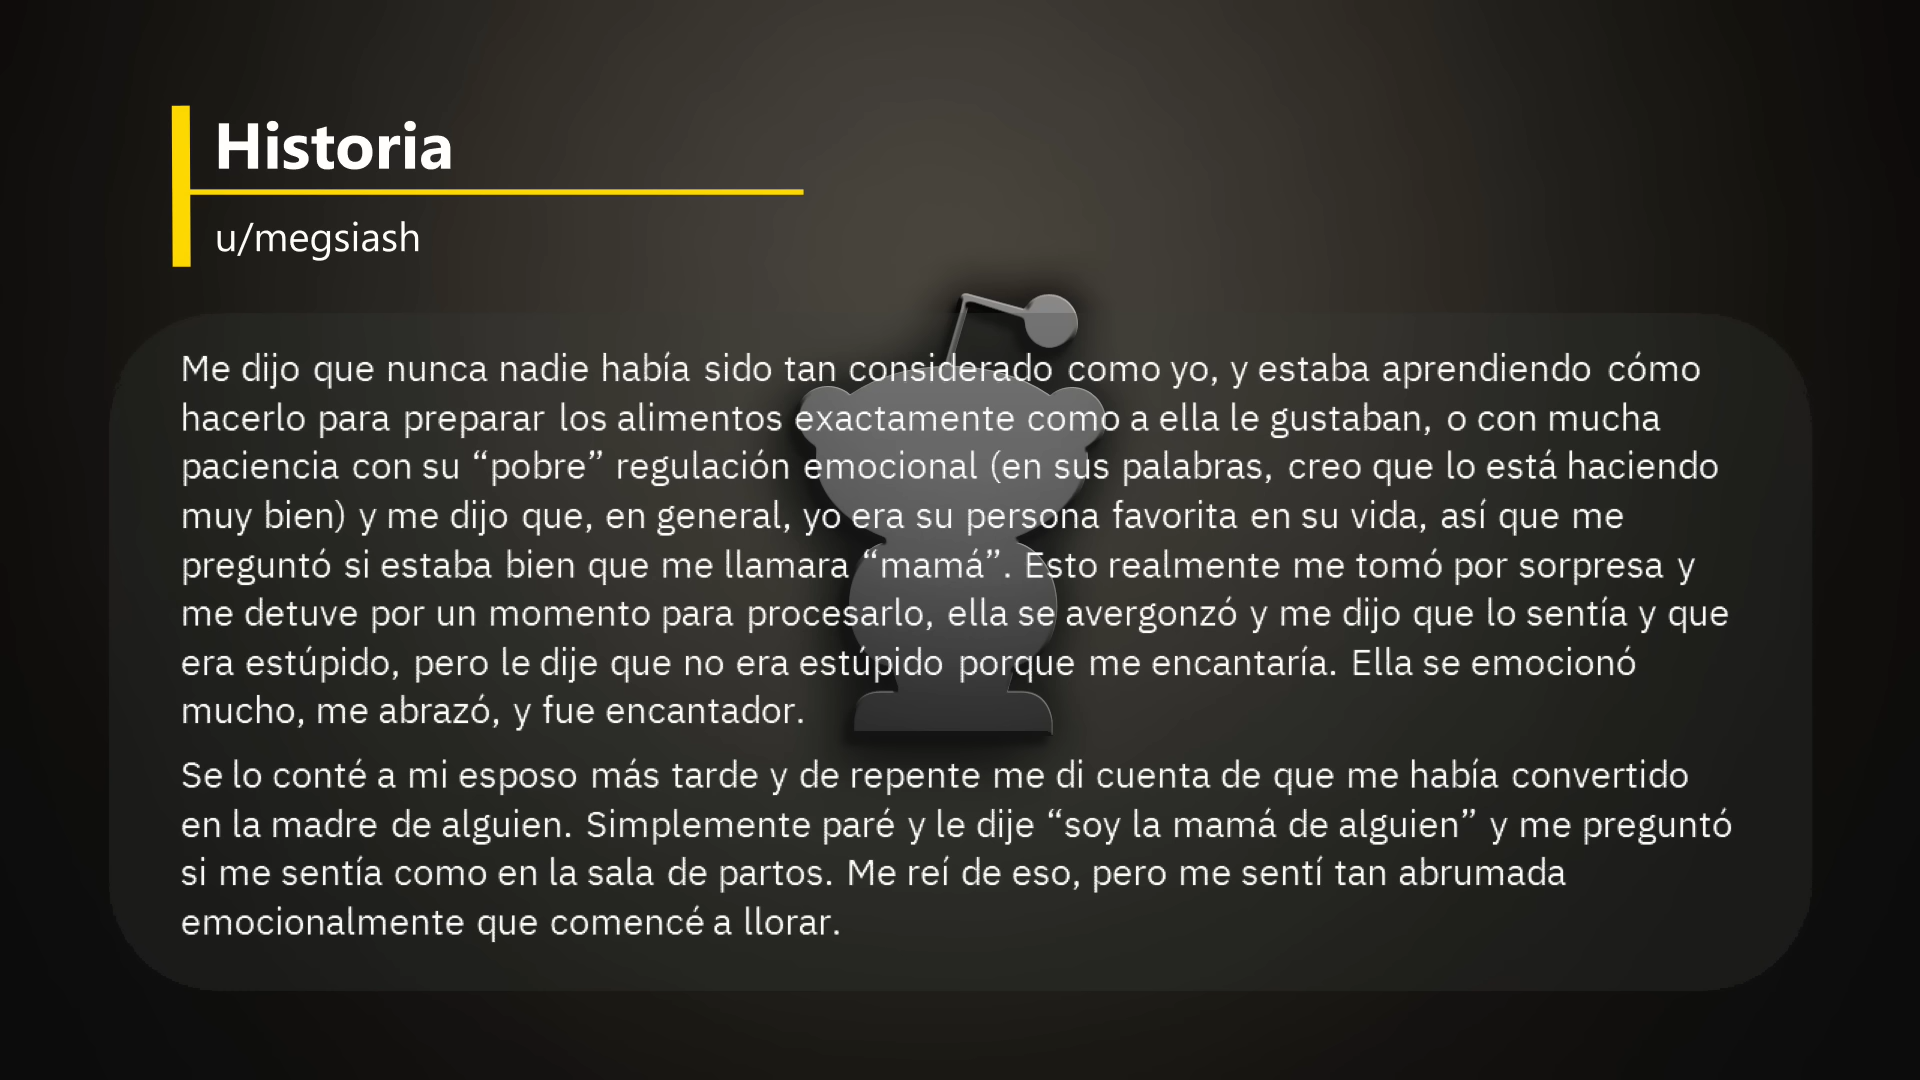 Historia
u/megsiash
Me dijo que nunca nadie había sido tan considerado como yo, y estaba aprendiendo cómo
hacerlo para preparar los alimentos exactamente como a ella le gustaban, o con mucha
paciencia con su “pobre” regulación emocional (en sus palabras, creo que lo está haciendo
muy bien) y me dijo que, en general, yo era su persona favorita en su vida, así que me
preguntó si estaba bien que me llamara “mamá”. Esto realmente me tomó por sorpresa y
me detuve por un momento para procesarlo, ella se avergonzó y me dijo que lo sentía y que
era estúpido, pero le dije que no era estúpido porque me encantaría. Ella se emocionó
mucho, me abrazó, y fue encantador.
Se lo conté a mi esposo más tarde y de repente me di cuenta de que me había convertido
en la madre de alguien. Simplemente paré y le dije “soy la mamá de alguien” y me preguntó
si me sentía como en la sala de partos. Me reí de eso, pero me sentí tan abrumada
emocionalmente que comencé a llorar.